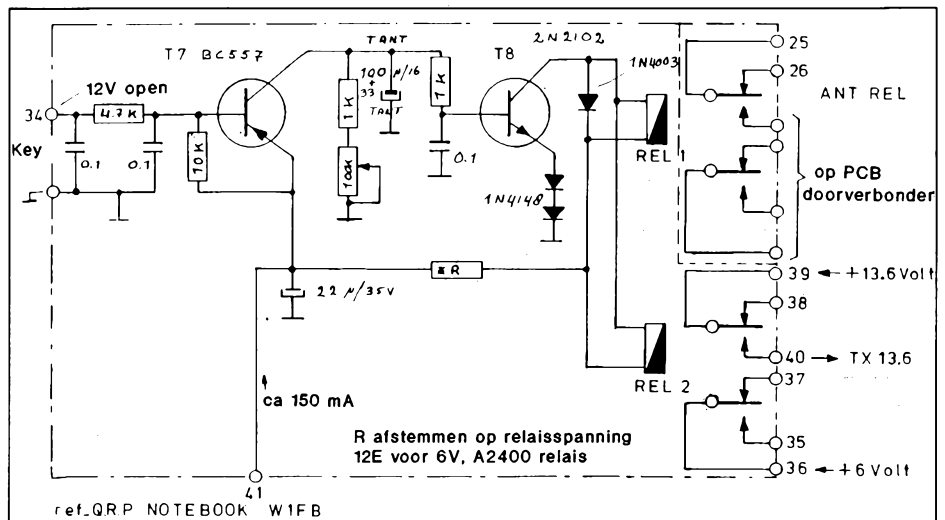 2N2102
T7 BC557
TANT
T8
1N4003
25
26
ANT REL
12V open
34
4.7K
Key
0.1
0.1
10K
1K
100K
100 µ/16
+
33
TANT
1K
0.1
1N4148
REL 1
op PCB
doorverbonder
39
+13.6 Volt
38
40
TX 13.6
37
35
36
+6 Volt
22 µ/35V
*R
REL 2
ca 150 mA
R afstemmen op relaisspanning
12E voor 6V, A2400 relais
41
ref_Q.R.P NOTEBOOK W1FB